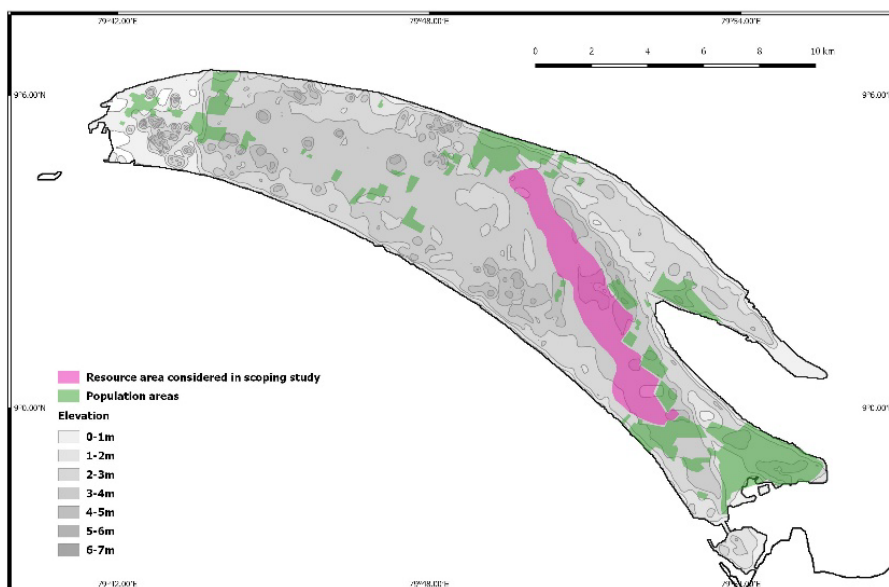 79°42.00'E 79°48.00'E 79°54.00'E
0 2 4 6 8 10 km
9°6.00'N 9°6.00'N
Resource area considered in scoping study
Population areas
9°0.00'N 9°0.00'N
Elevation
0-1m
1-2m
2-3m
3-4m
4-5m
5-6m
6-7m
79°42.00'E 79°48.00'E